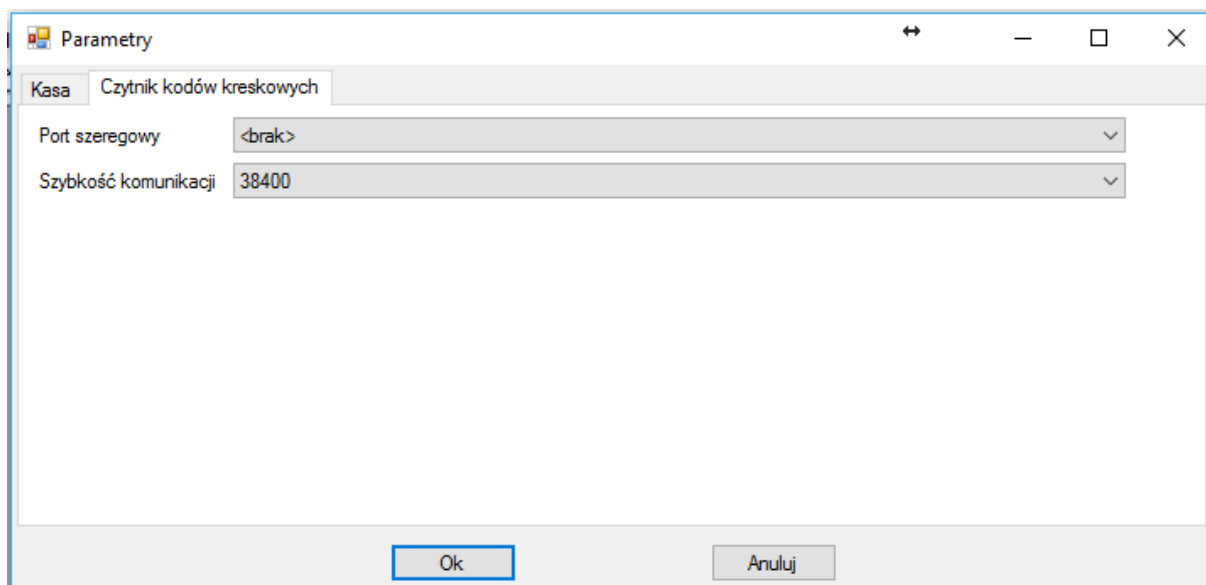 Parametry
Kasa Czytnik kodów kreskowych
Port szeregowy <brak>
Szybkość komunikacji 38400
Ok Anuluj